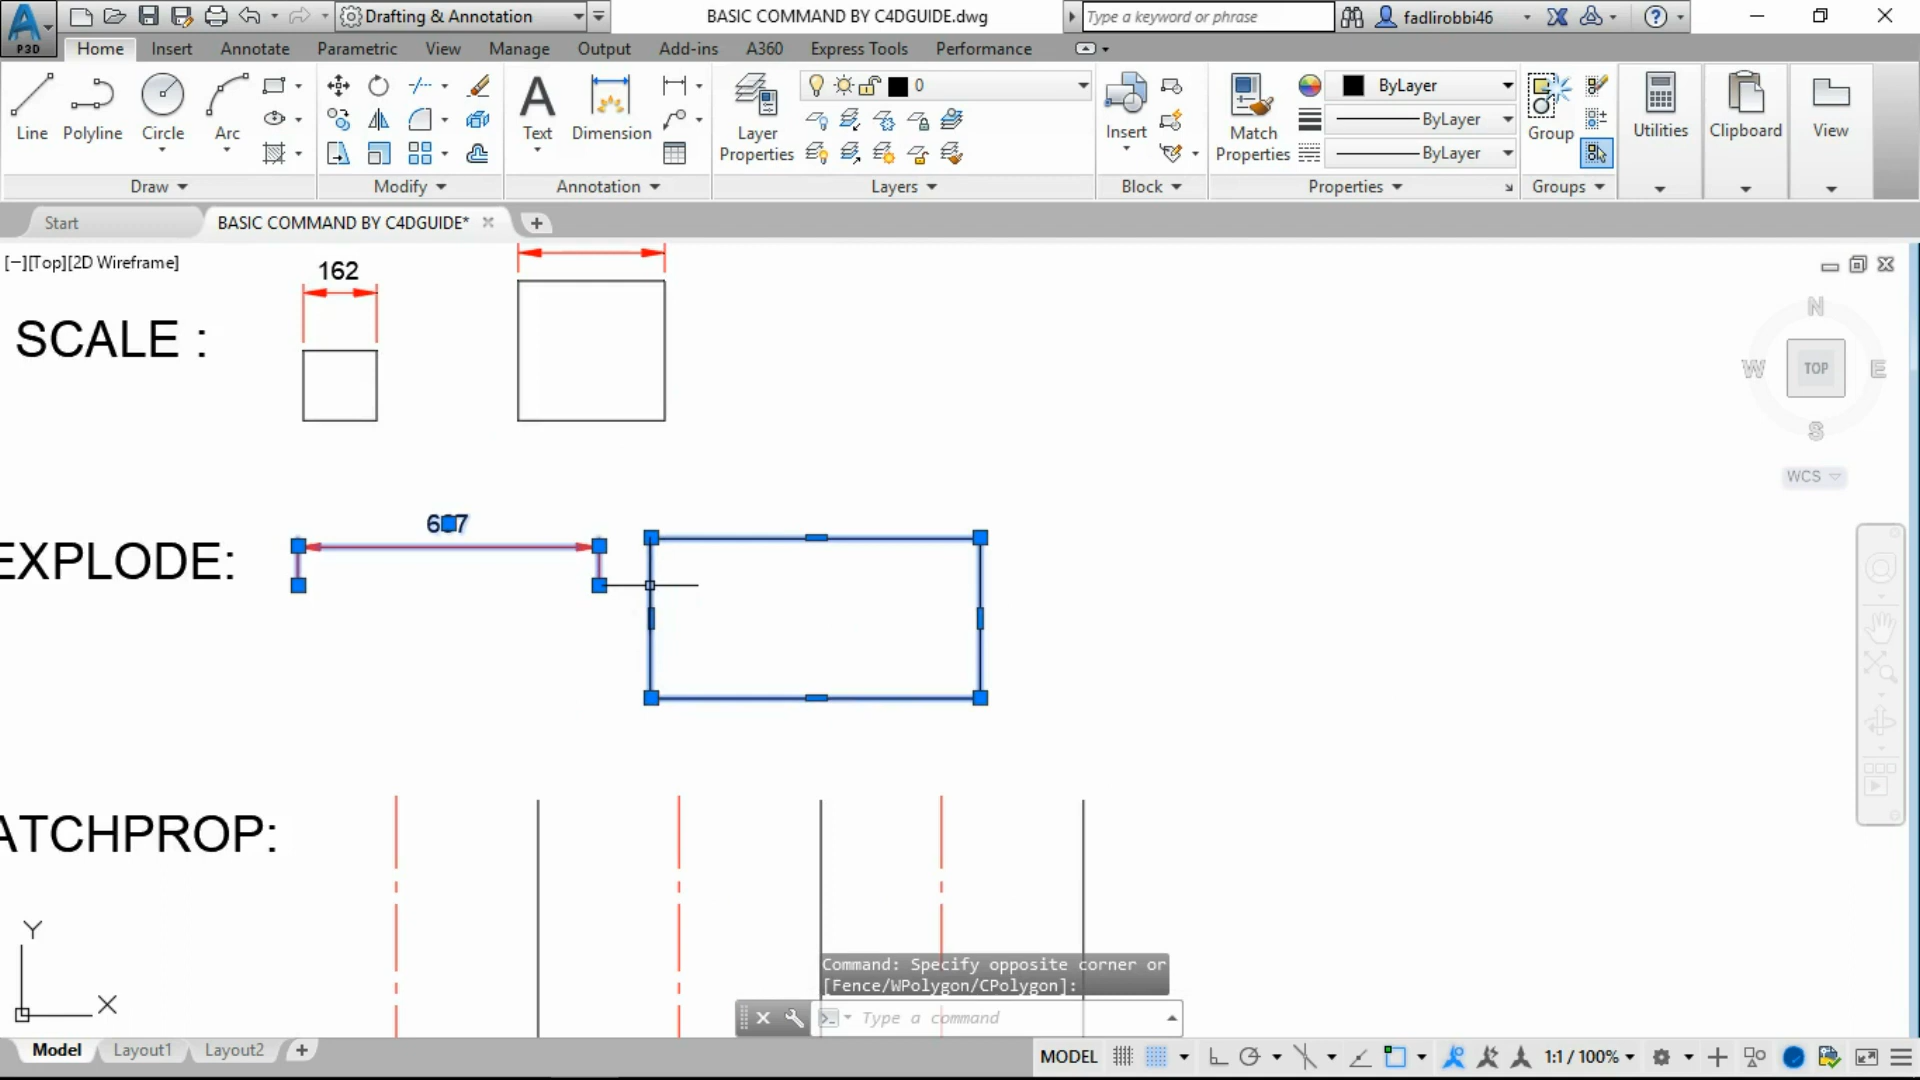 Drafting & Annotation
BASIC COMMAND BY C4DGUIDE.dwg
Type a keyword or phrase
fadlirobbi46
P3D
Home
Insert
Annotate
Parametric
View
Manage
Output
Add-ins
A360
Express Tools
Performance
Line
Polyline
Circle
Arc
Text
Dimension
Layer
Properties
0
Insert
Match
Properties
ByLayer
ByLayer
ByLayer
Group
Utilities
Clipboard
View
Draw
Modify
Annotation
Layers
Block
Properties
Groups
Start
BASIC COMMAND BY C4DGUIDE*
[−][Top][2D Wireframe]
162
SCALE :
N
W
TOP
E
S
WCS
EXPLODE:
ATCHPROP:
Y
X
Command: Specify opposite corner or
[Fence/WPolygon/CPolygon]:
Type a command
Model
Layout1
Layout2
MODEL
1:1 / 100%